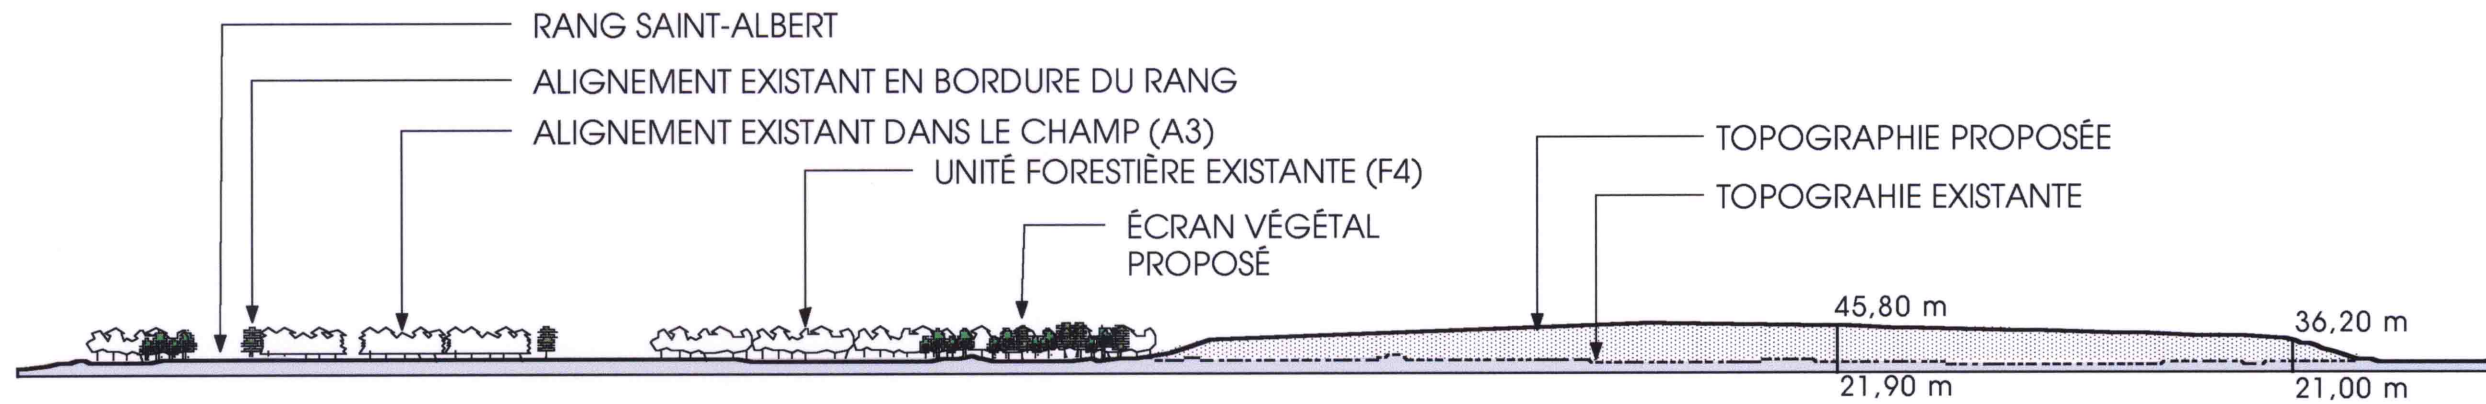 RANG SAINT-ALBERT
ALIGNEMENT EXISTANT EN BORDURE DU RANG
ALIGNEMENT EXISTANT DANS LE CHAMP (A3)
UNITÉ FORESTIÈRE EXISTANTE (F4)
ÉCRAN VÉGÉTAL
PROPOSÉ
TOPOGRAPHIE PROPOSÉE
TOPOGRAHIE EXISTANTE
45,80 m
36,20 m
21,90 m
21,00 m